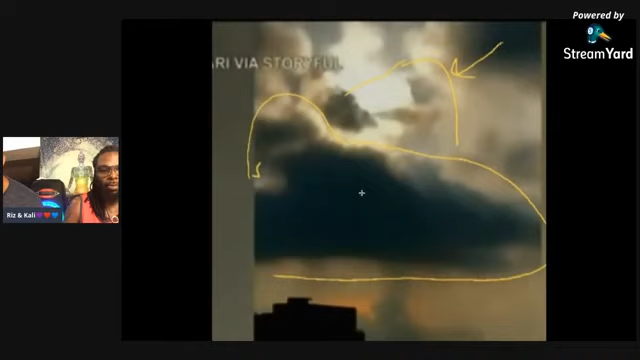 Powered by
StreamYard
ARI VIA STORYFUL
Riz & Kali💜❤️💙